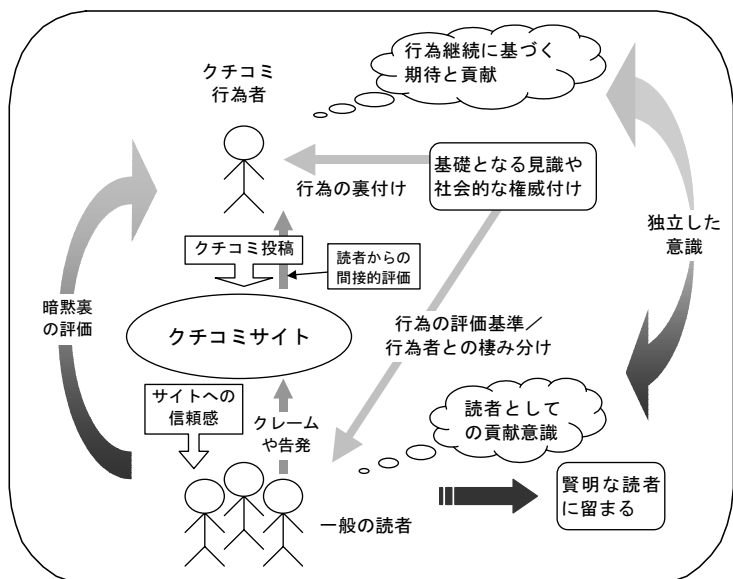 行為継続に基づく
期待と貢献
クチコミ
行為者
基礎となる見識や
社会的な権威付け
行為の裏付け
独立した
意識
クチコミ投稿
読者からの
間接的評価
暗黙裏
の評価
クチコミサイト
行為の評価基準／
行為者との棲み分け
サイトへの
信頼感
クレーム
や告発
読者として
の貢献意識
賢明な読者
に留まる
一般の読者